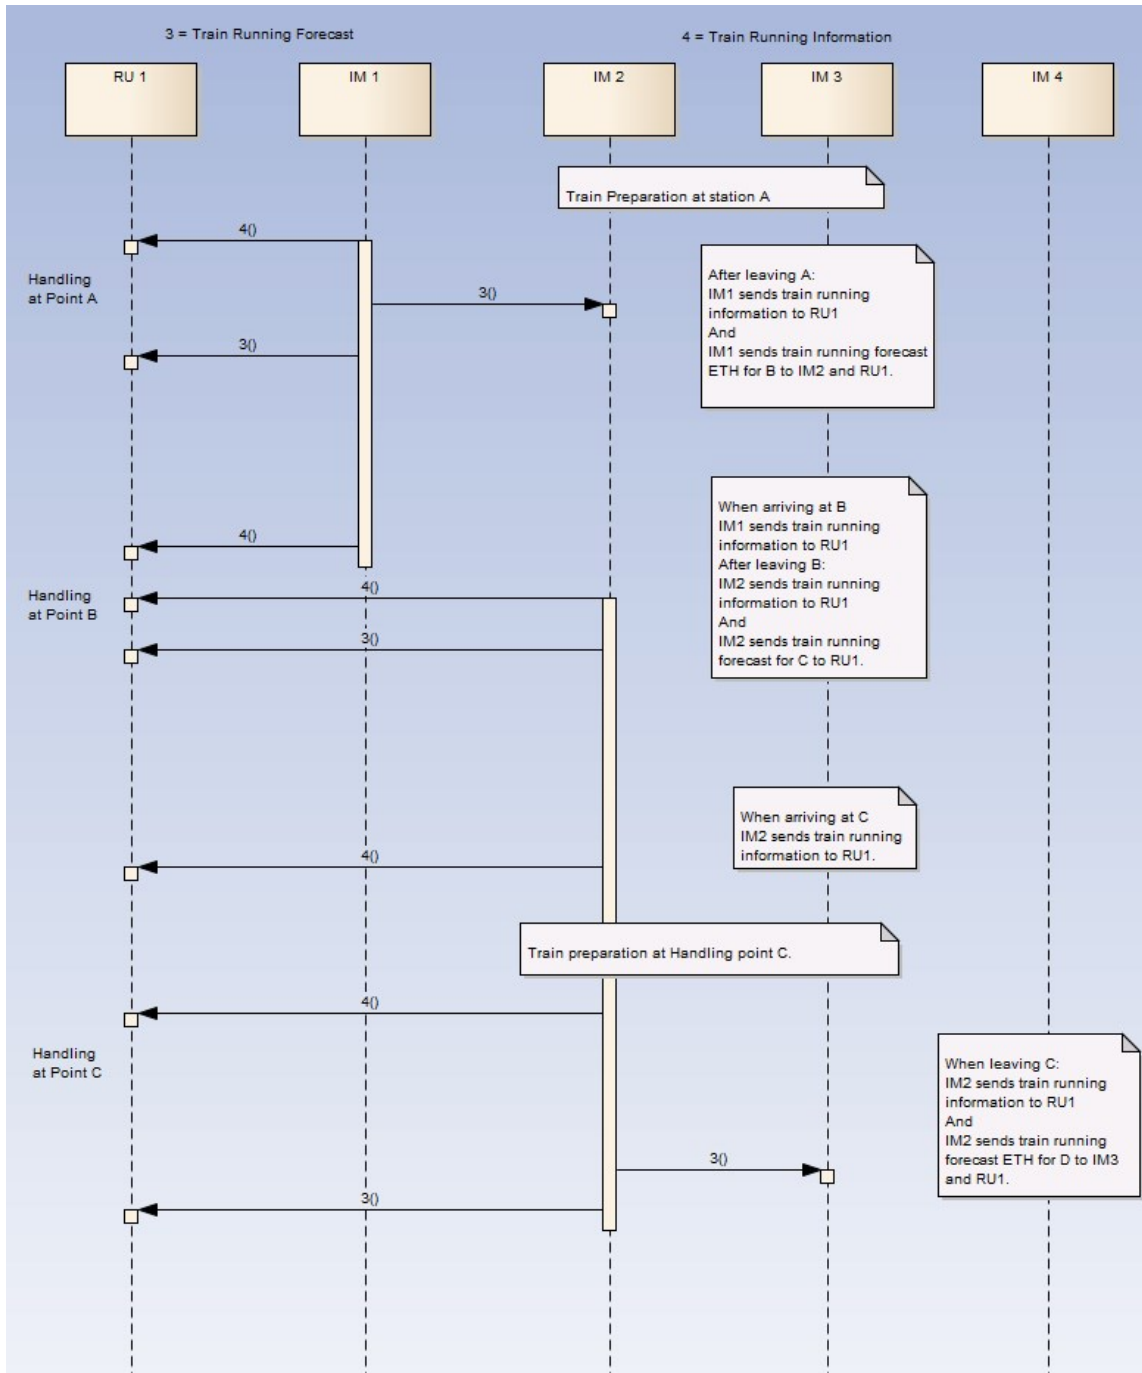 3 = Train Running Forecast
4 = Train Running Information
RU 1
IM 1
IM 2
IM 3
IM 4
Train Preparation at station A
4()
Handling
at Point A
3()
3()
After leaving A:
IM1 sends train running
information to RU1
And
IM1 sends train running forecast
ETH for B to IM2 and RU1.
When arriving at B
IM1 sends train running
information to RU1
After leaving B:
IM2 sends train running
information to RU1
And
IM2 sends train running
forecast for C to RU1.
4()
Handling
at Point B
4()
3()
When arriving at C
IM2 sends train running
information to RU1.
4()
Train preparation at Handling point C.
4()
Handling
at Point C
When leaving C:
IM2 sends train running
information to RU1
And
IM2 sends train running
forecast ETH for D to IM3
and RU1.
3()
3()